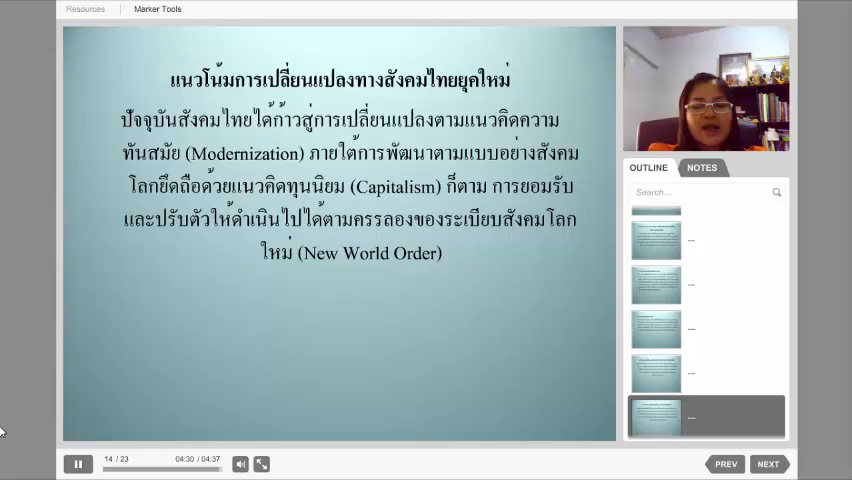 Resources
Marker Tools
แนวโน้มการเปลี่ยนแปลงทางสังคมไทยยุคใหม่
ปัจจุบันสังคมไทยได้ก้าวสู่การเปลี่ยนแปลงตามแนวคิดความ
ทันสมัย (Modernization) ภายใต้การพัฒนาตามแบบอย่างสังคม
โลกยึดถือด้วยแนวคิดทุนนิยม (Capitalism) ก็ตาม การยอมรับ
และปรับตัวให้ดำเนินไปได้ตามครรลองของระเบียบสังคมโลก
ใหม่ (New World Order)
OUTLINE
NOTES
Search...
...
...
...
...
...
14 / 23
04:30 / 04:37
PREV
NEXT